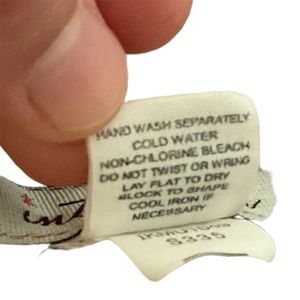 HAND WASH SEPARATELY
COLD WATER
NON-CHLORINE BLEACH
DO NOT TWIST OR WRING
LAY FLAT TO DRY
BLOCK TO SHAPE
COOL IRON IF
NECESSARY
S335